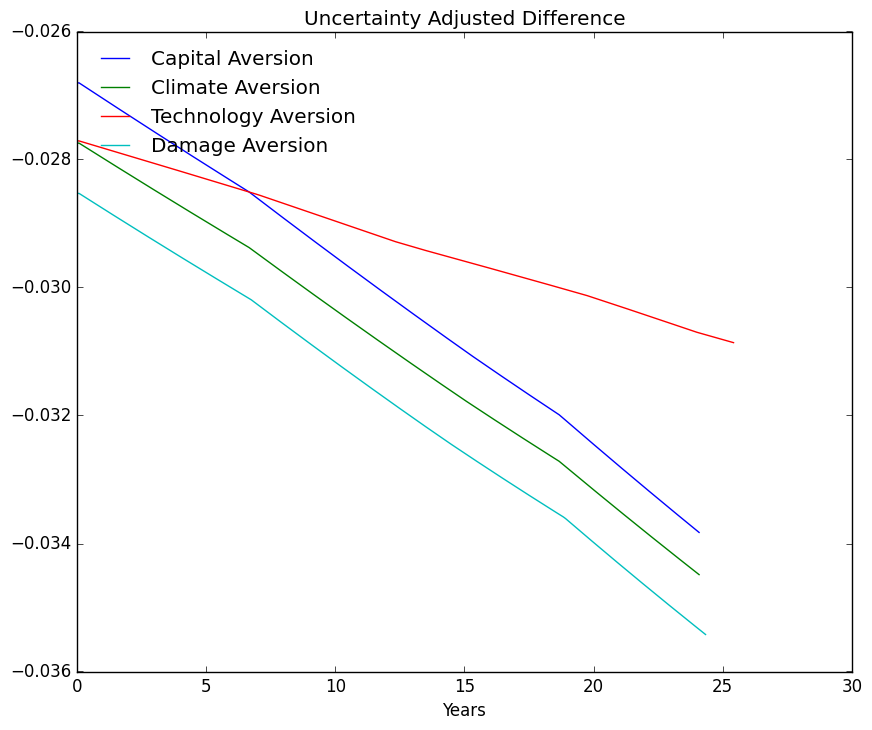 Uncertainty Adjusted Difference
−0.026
Capital Aversion
Climate Aversion
Technology Aversion
Damage Aversion
−0.028
−0.030
−0.032
−0.034
−0.036
0 5 10 15 20 25 30
Years